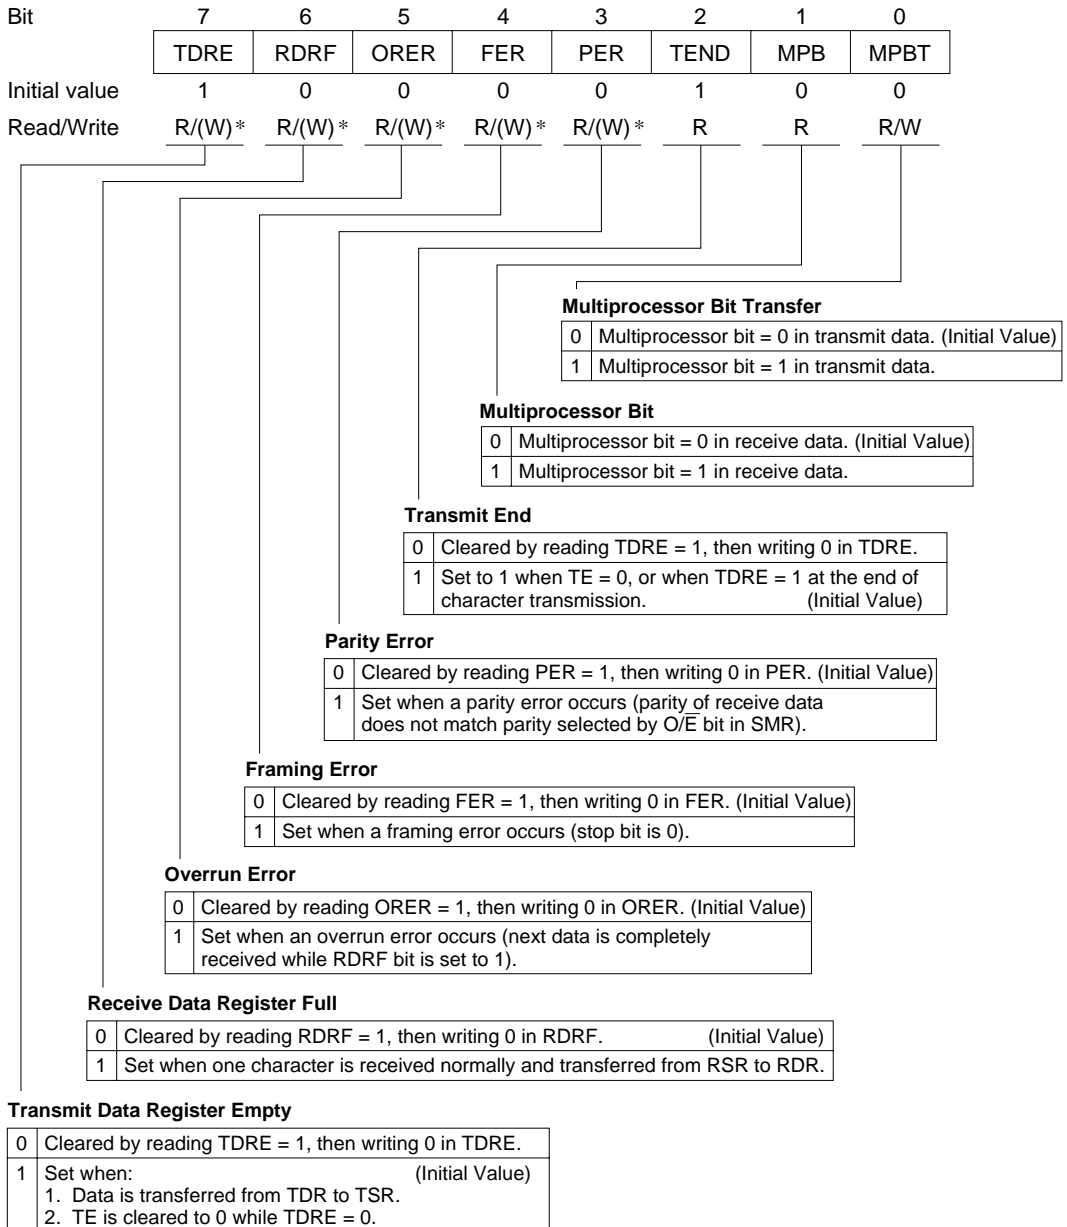 Bit 7 6 5 4 3 2 1 0
TDRE RDRF ORER FER PER TEND MPB MPBT
Initial value 1 0 0 0 0 1 0 0
Read/Write R/(W)* R/(W)* R/(W)* R/(W)* R/(W)* R R R/W
Multiprocessor Bit Transfer
0 Multiprocessor bit = 0 in transmit data. (Initial Value)
1 Multiprocessor bit = 1 in transmit data.
Multiprocessor Bit
0 Multiprocessor bit = 0 in receive data. (Initial Value)
1 Multiprocessor bit = 1 in receive data.
Transmit End
0 Cleared by reading TDRE = 1, then writing 0 in TDRE.
1 Set to 1 when TE = 0, or when TDRE = 1 at the end of
character transmission. (Initial Value)
Parity Error
0 Cleared by reading PER = 1, then writing 0 in PER. (Initial Value)
1 Set when a parity error occurs (parity of receive data
does not match parity selected by O/E̅ bit in SMR).
Framing Error
0 Cleared by reading FER = 1, then writing 0 in FER. (Initial Value)
1 Set when a framing error occurs (stop bit is 0).
Overrun Error
0 Cleared by reading ORER = 1, then writing 0 in ORER. (Initial Value)
1 Set when an overrun error occurs (next data is completely
received while RDRF bit is set to 1).
Receive Data Register Full
0 Cleared by reading RDRF = 1, then writing 0 in RDRF. (Initial Value)
1 Set when one character is received normally and transferred from RSR to RDR.
Transmit Data Register Empty
0 Cleared by reading TDRE = 1, then writing 0 in TDRE.
1 Set when: (Initial Value)
1. Data is transferred from TDR to TSR.
2. TE is cleared to 0 while TDRE = 0.